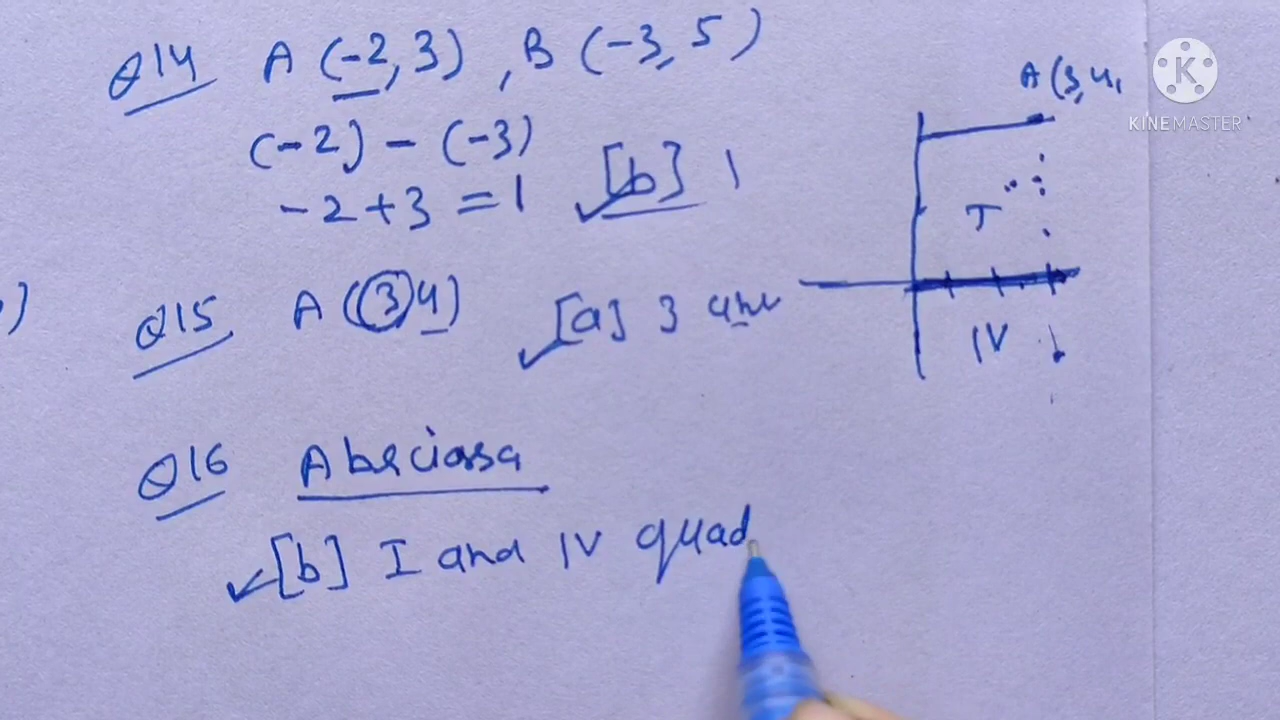 Q14 A (-2, 3) , B (-3, 5)
(-2) - (-3)
-2 + 3 = 1 [b] 1
A (3, 4,
K
KINEMASTER
I
IV
)
Q15 A (3, 4) [a] 3 ans
Q16 Abscissa
[b] I and IV quad